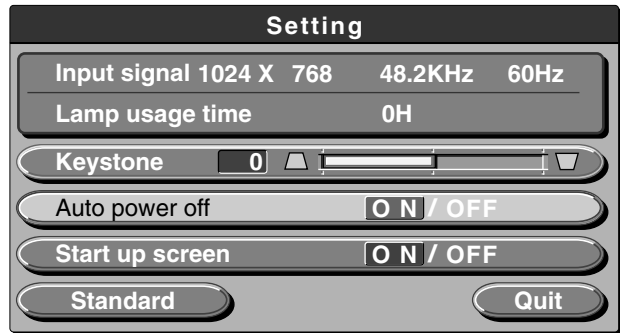 Setting
Input signal 1024 X 768 48.2KHz 60Hz
Lamp usage time 0H
Keystone 0
Auto power off ON / OFF
Start up screen ON / OFF
Standard Quit